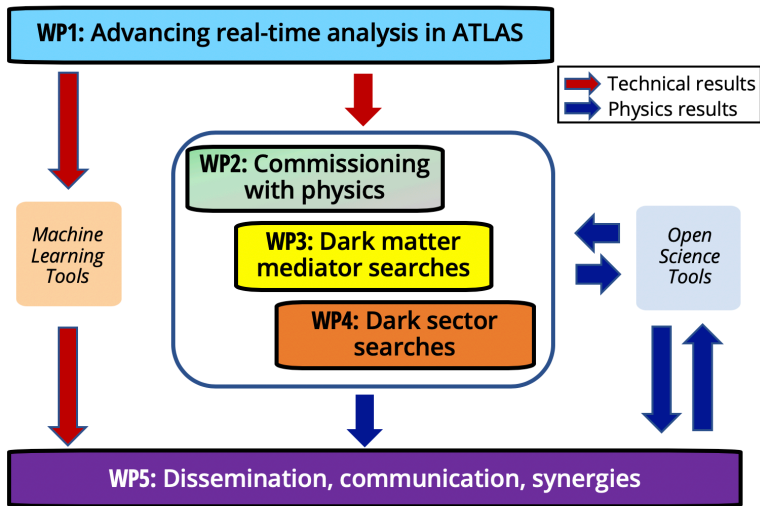 WP1: Advancing real-time analysis in ATLAS
Technical results
Physics results
WP2: Commissioning
with physics
WP3: Dark matter
mediator searches
WP4: Dark sector
searches
Machine
Learning
Tools
Open
Science
Tools
WP5: Dissemination, communication, synergies